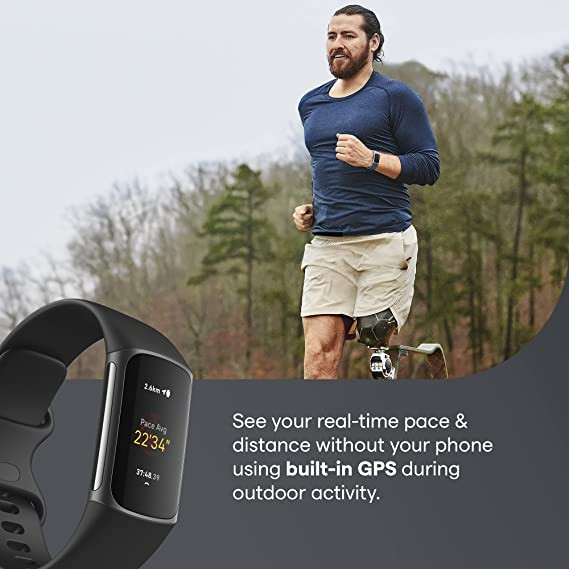 2.6km
Pace Avg
22'34"
37:48.39
See your real-time pace &
distance without your phone
using built-in GPS during
outdoor activity.